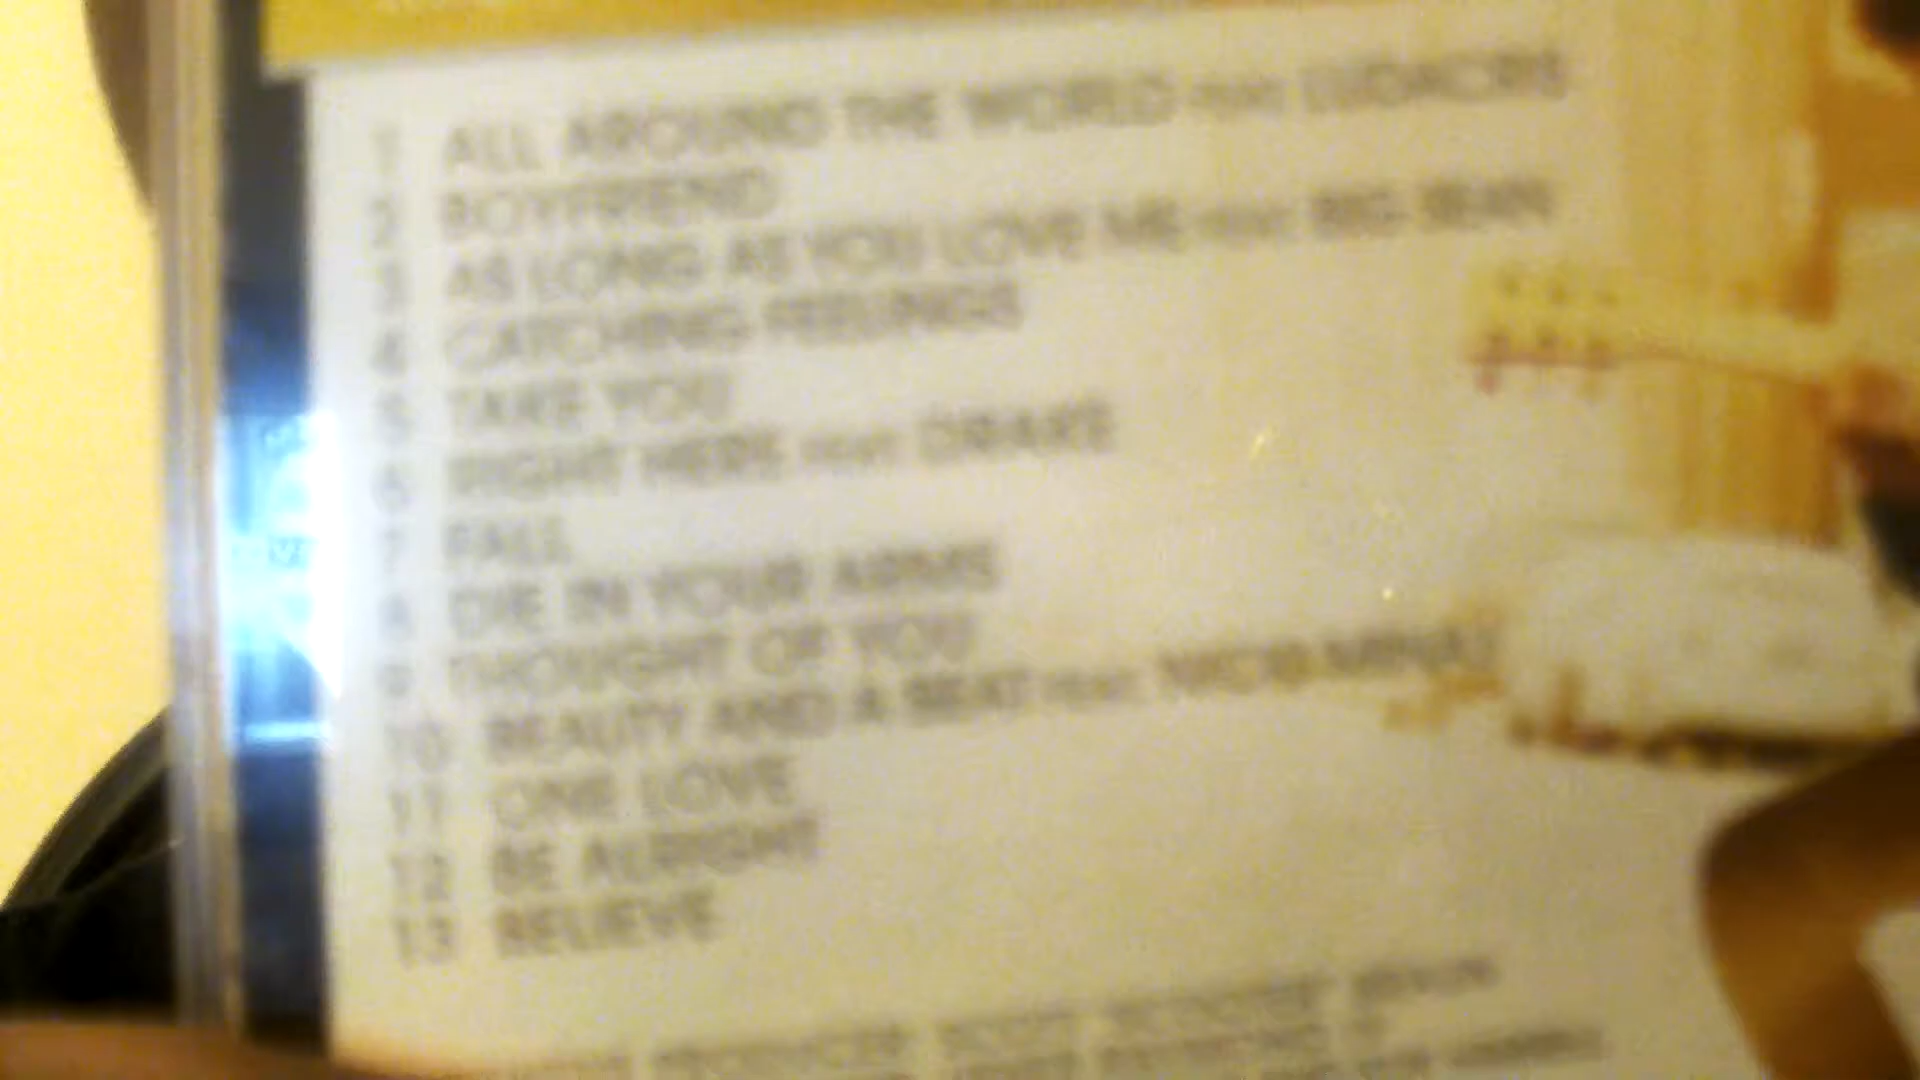 1 ALL AROUND THE WORLD FEAT. LUDACRIS
2 BOYFRIEND
3 AS LONG AS YOU LOVE ME FEAT. BIG SEAN
4 CATCHING FEELINGS
5 TAKE YOU
6 RIGHT HERE FEAT. DRAKE
7 FALL
8 DIE IN YOUR ARMS
9 THOUGHT OF YOU
10 BEAUTY AND A BEAT FEAT. NICKI MINAJ
11 ONE LOVE
12 BE ALRIGHT
13 BELIEVE